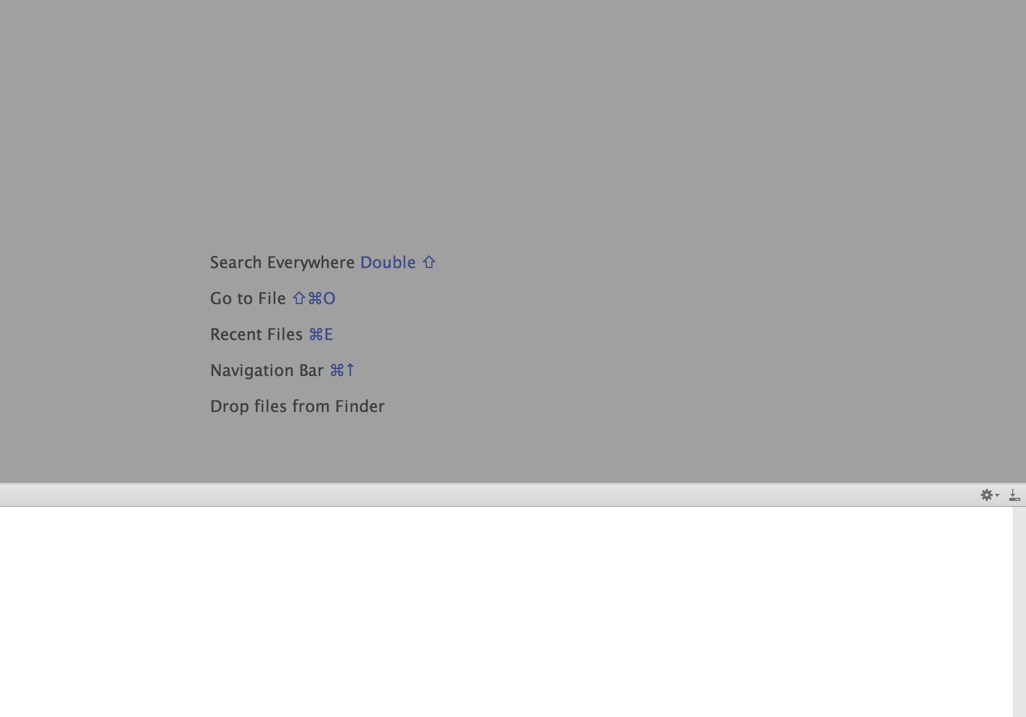 Search Everywhere Double ⇧
Go to File ⇧⌘O
Recent Files ⌘E
Navigation Bar ⌘↑
Drop files from Finder